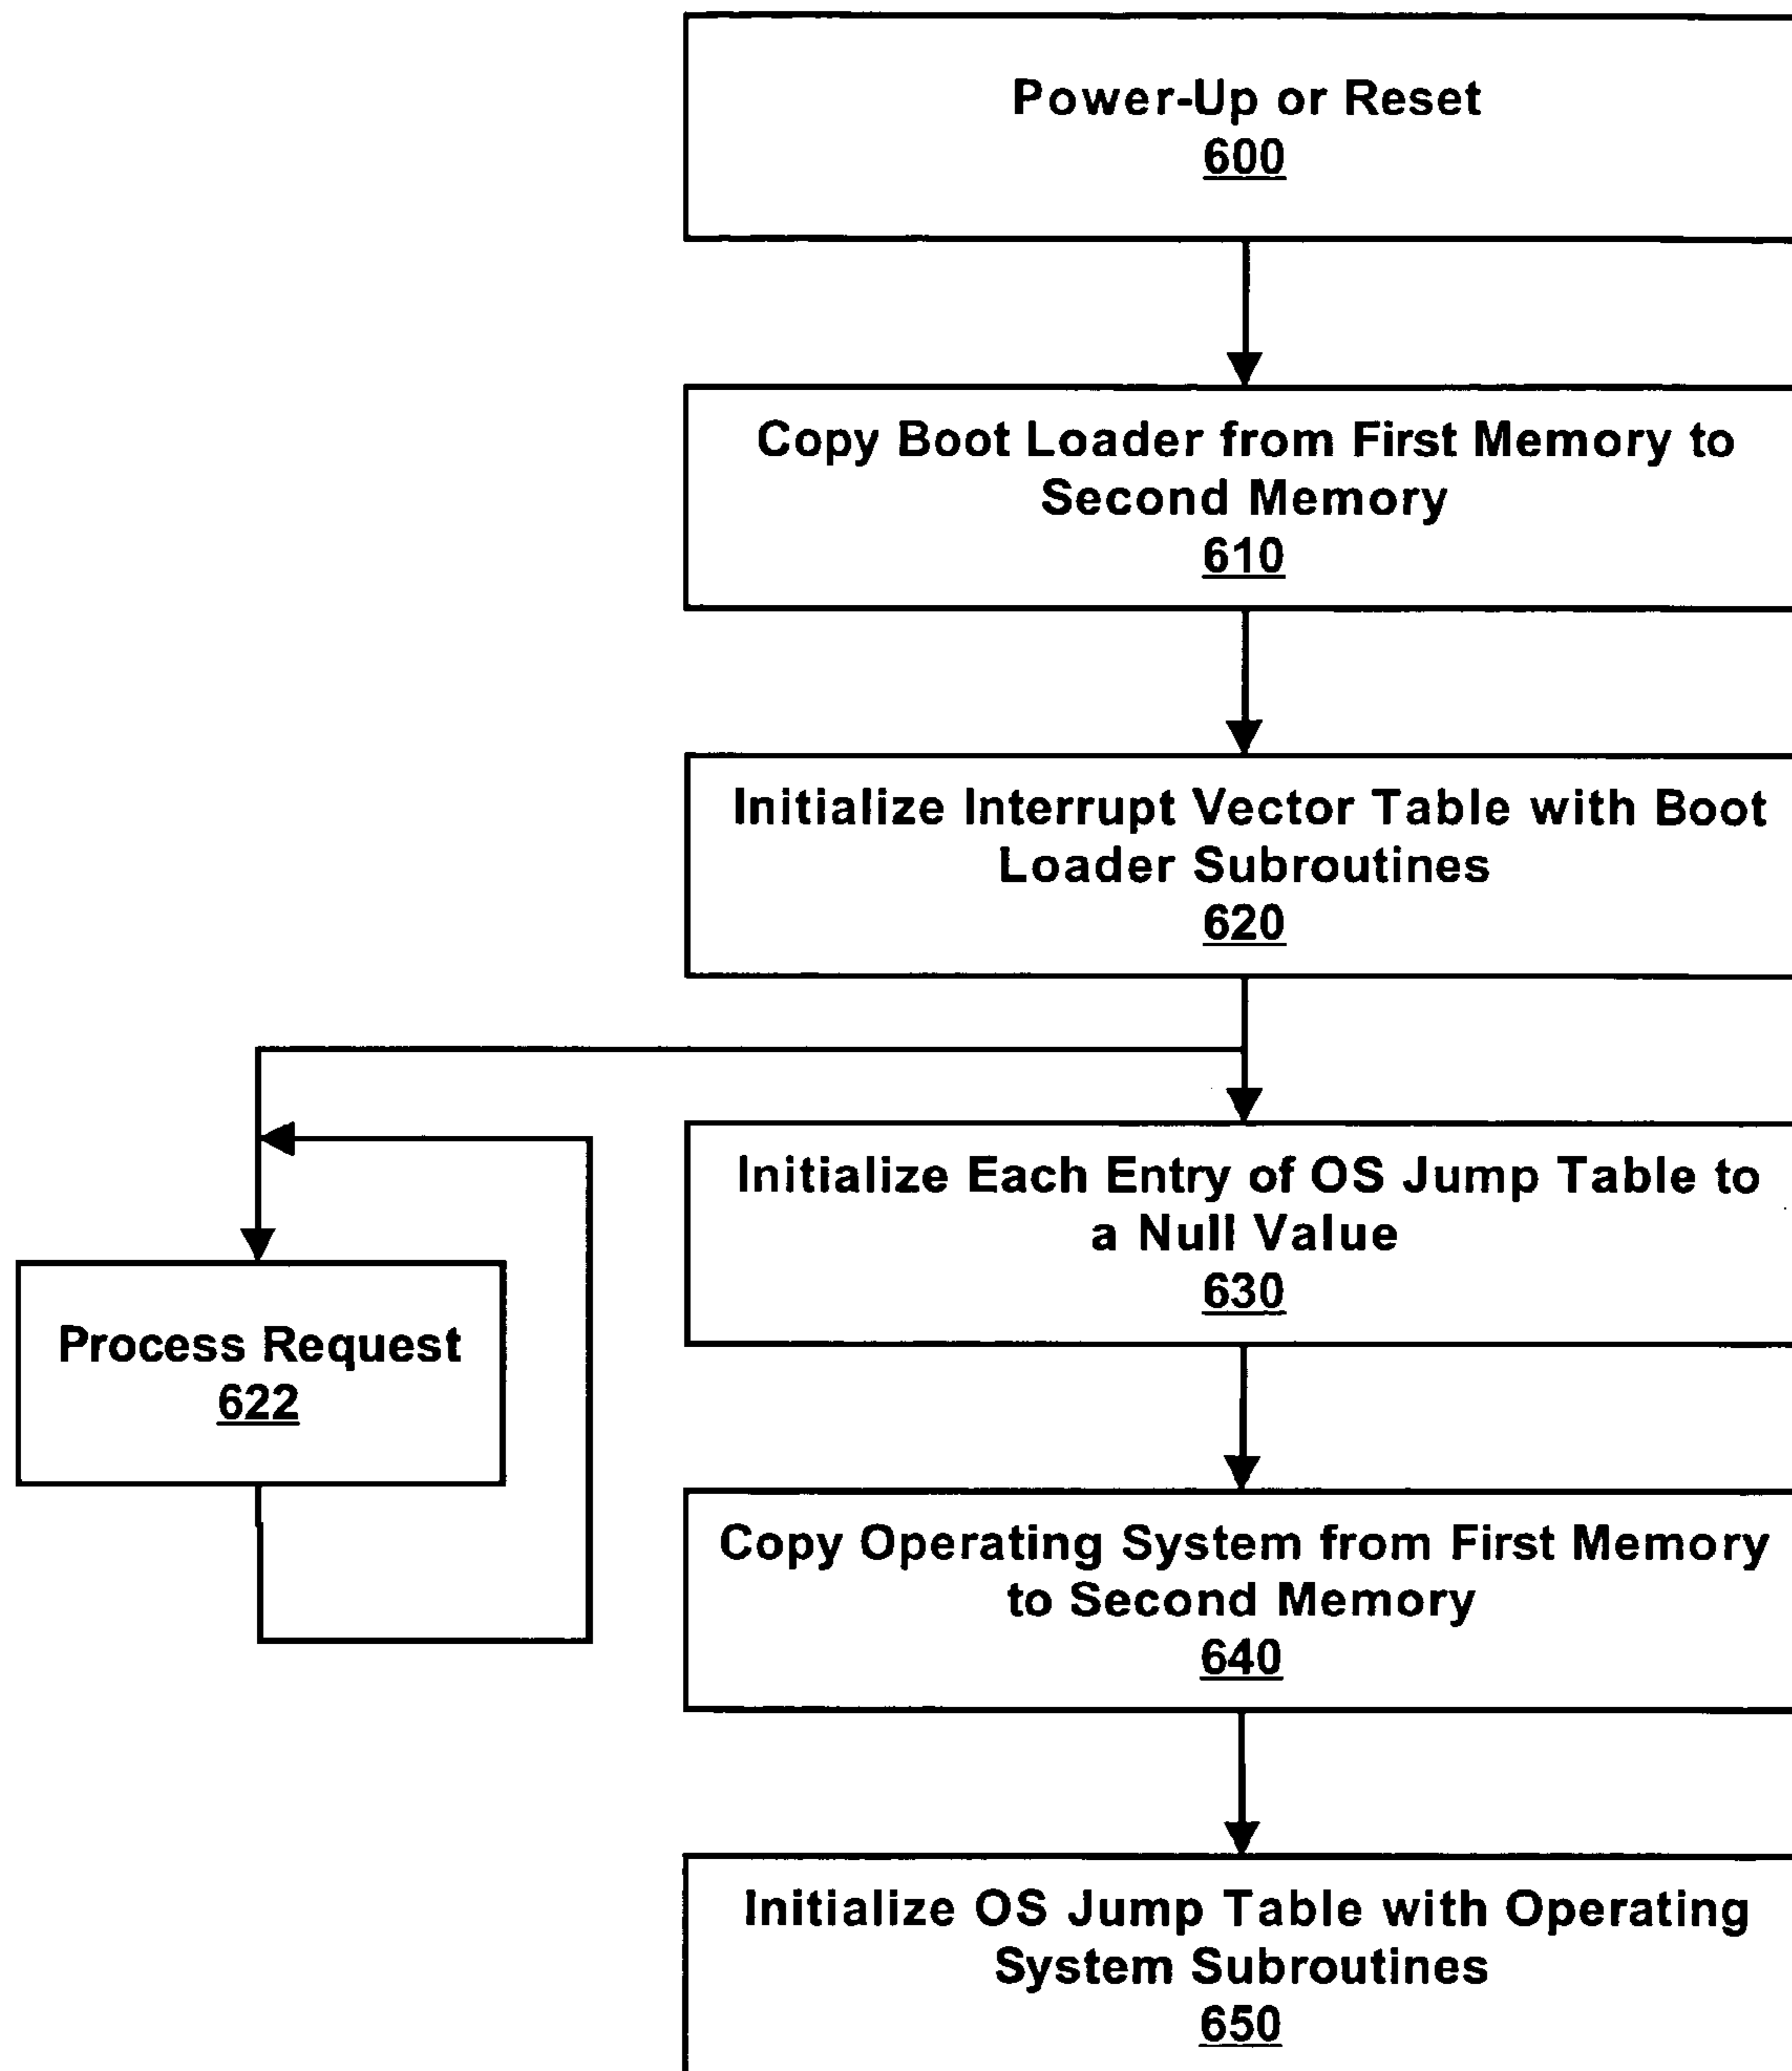 Power-Up or Reset
600
Copy Boot Loader from First Memory to
Second Memory
610
Initialize Interrupt Vector Table with Boot
Loader Subroutines
620
Initialize Each Entry of OS Jump Table to
a Null Value
630
Process Request
622
Copy Operating System from First Memory
to Second Memory
640
Initialize OS Jump Table with Operating
System Subroutines
650